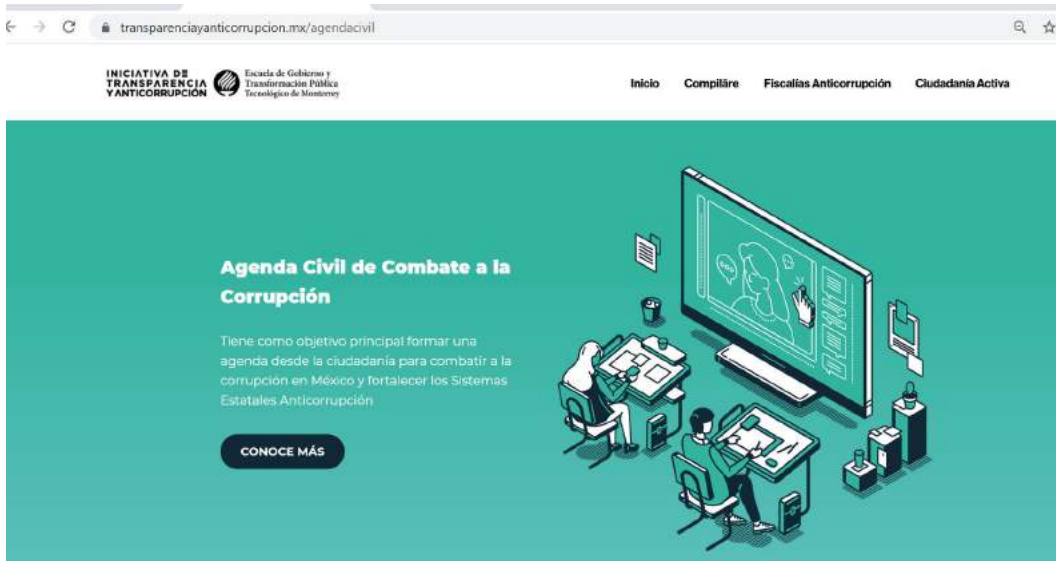 transparenciayanticorrupcion.mx/agendacivil
INICIATIVA DE
TRANSPARENCIA
Y ANTICORRUPCIÓN
Escuela de Gobierno y
Transformación Pública
Tecnológico de Monterrey
Inicio Compiläre Fiscalías Anticorrupción Ciudadanía Activa
Agenda Civil de Combate a la
Corrupción
Tiene como objetivo principal formar una
agenda desde la ciudadanía para combatir a la
corrupción en México y fortalecer los Sistemas
Estatales Anticorrupción
CONOCE MÁS